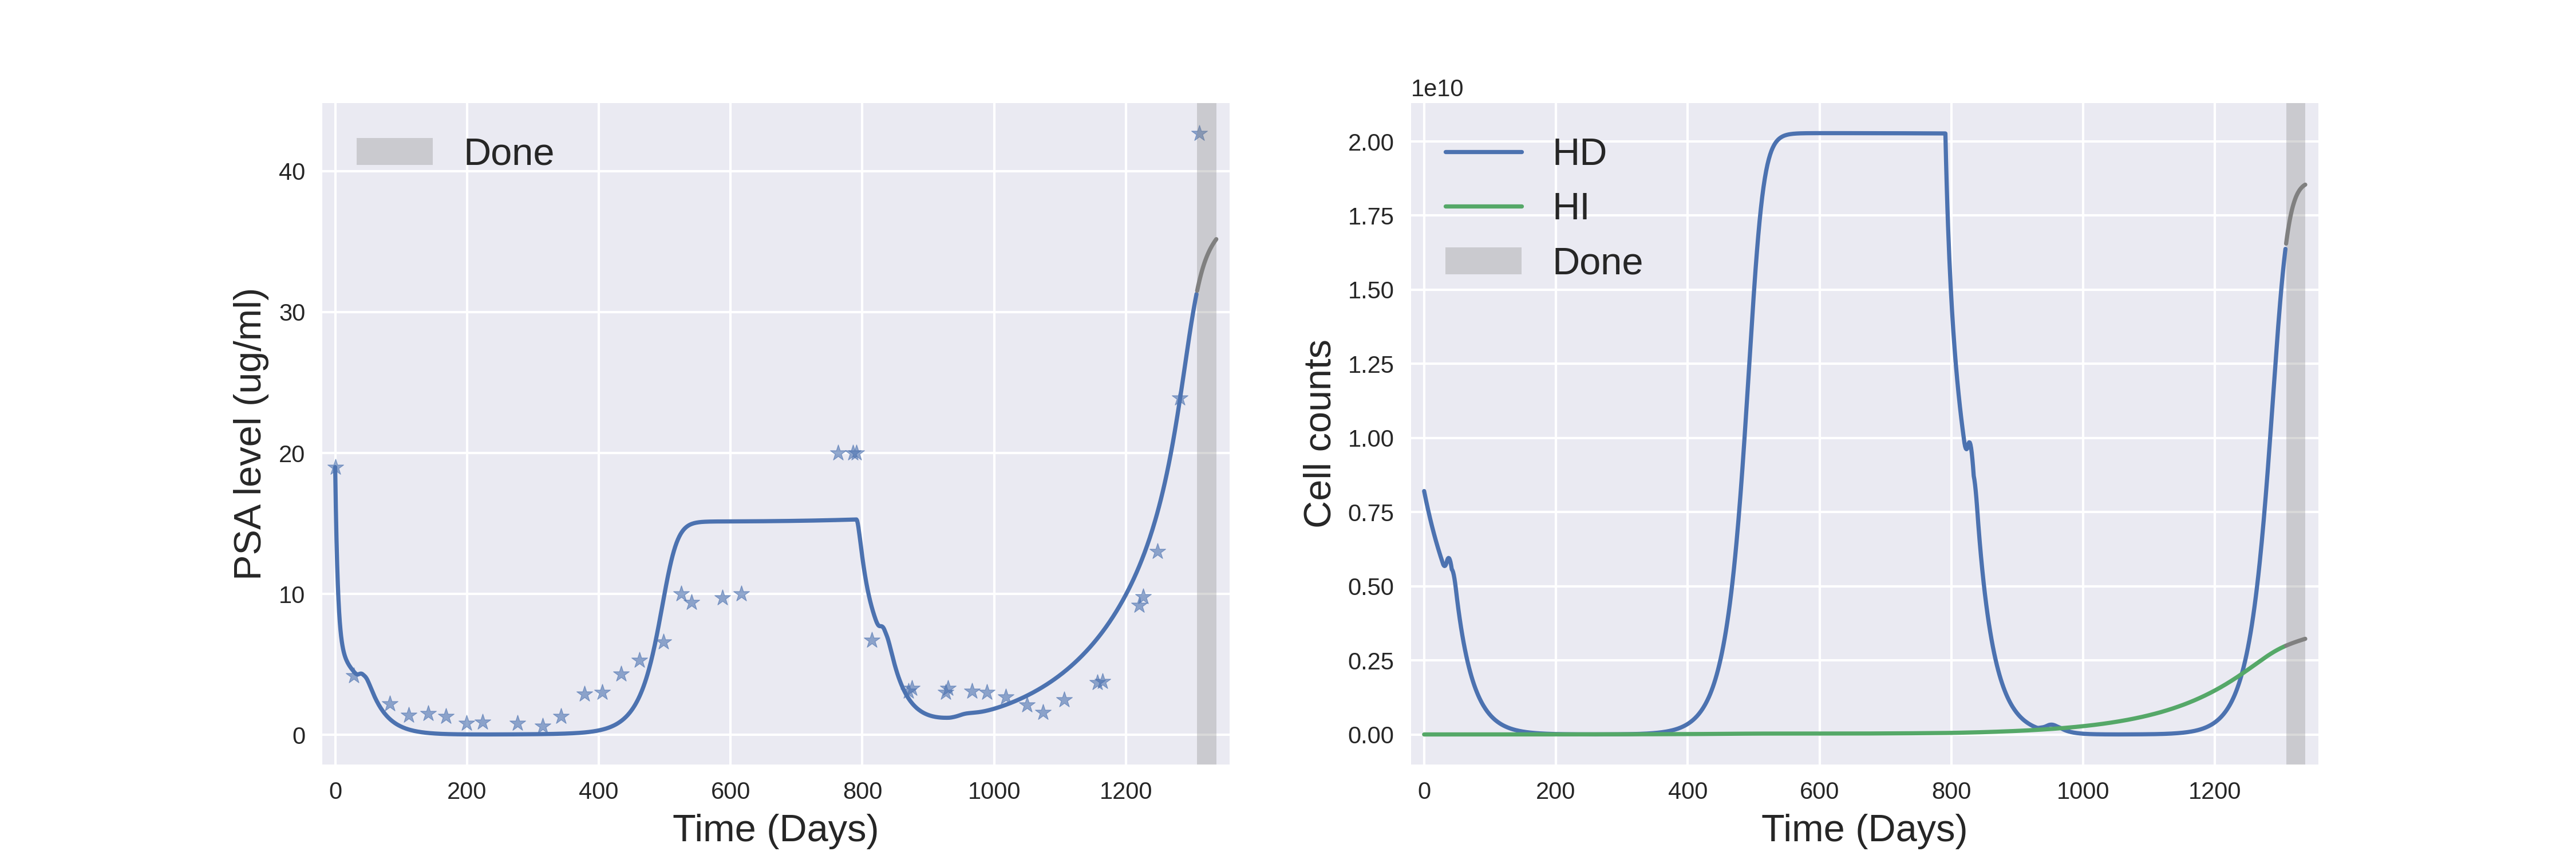 Done
40
30
20
10
0
PSA level (ug/ml)
0 200 400 600 800 1000 1200
Time (Days)
1e10
HD
HI
Done
2.00
1.75
1.50
1.25
1.00
0.75
0.50
0.25
0.00
Cell counts
0 200 400 600 800 1000 1200
Time (Days)